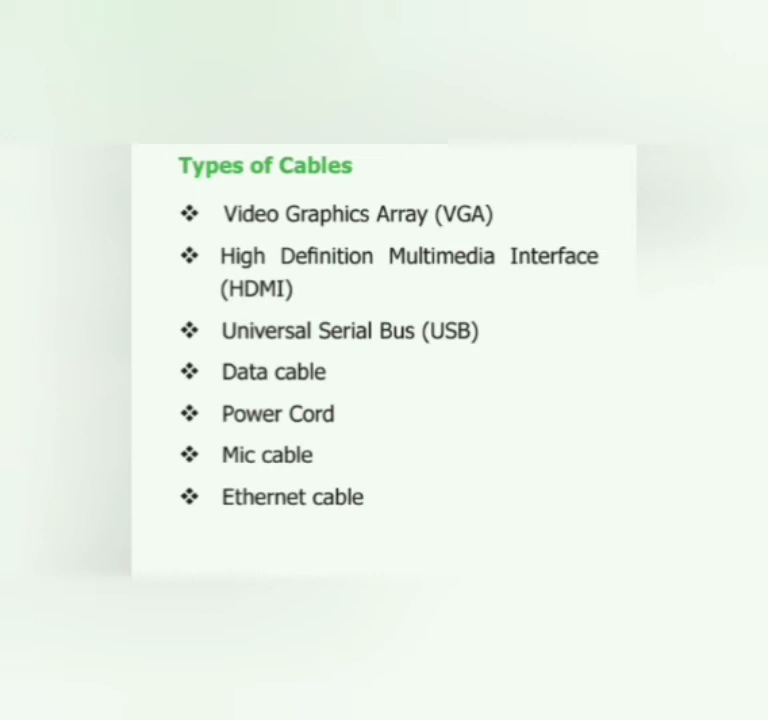 Types of Cables
❖ Video Graphics Array (VGA)
❖ High Definition Multimedia Interface
(HDMI)
❖ Universal Serial Bus (USB)
❖ Data cable
❖ Power Cord
❖ Mic cable
❖ Ethernet cable